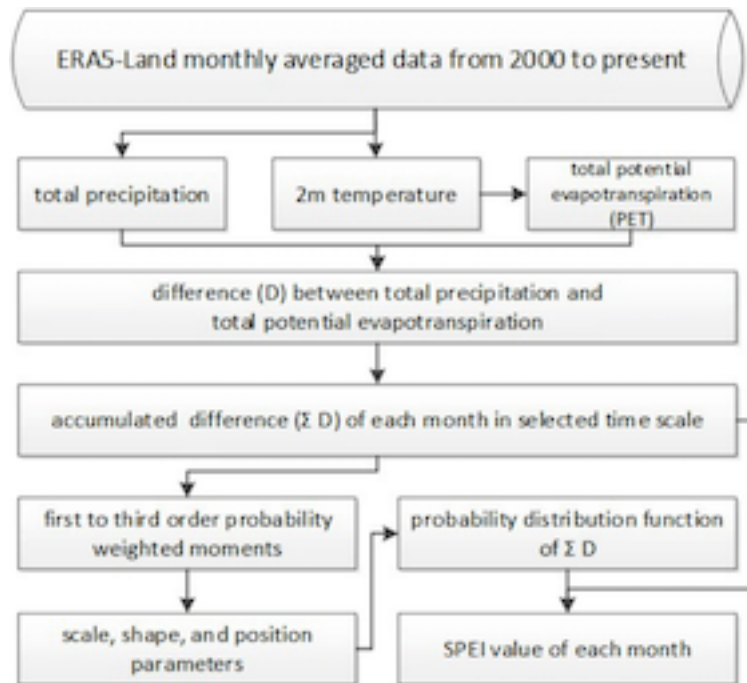 ERA5-Land monthly averaged data from 2000 to present
total precipitation
2m temperature
total potential
evapotranspiration
(PET)
difference (D) between total precipitation and
total potential evapotranspiration
accumulated difference (Σ D) of each month in selected time scale
first to third order probability
weighted moments
probability distribution function
of Σ D
scale, shape, and position
parameters
SPEI value of each month